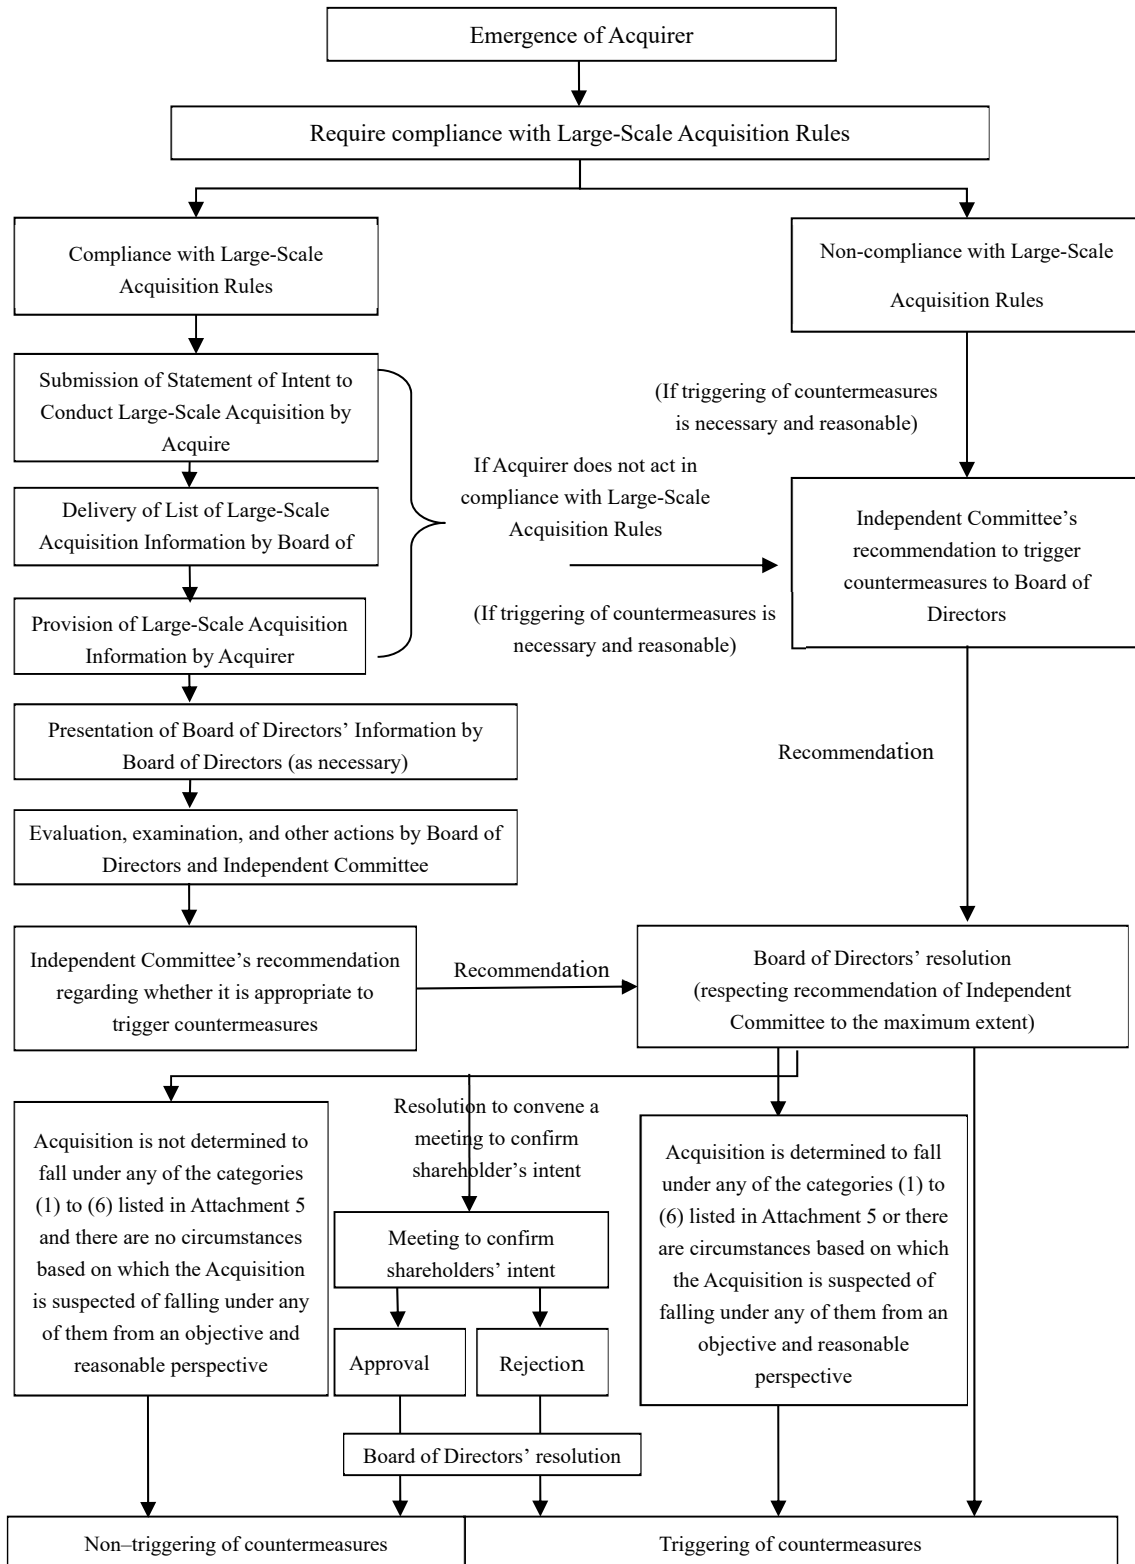 Emergence of Acquirer
Require compliance with Large-Scale Acquisition Rules
Compliance with Large-Scale
Acquisition Rules
Non-compliance with Large-Scale
Acquisition Rules
Submission of Statement of Intent to
Conduct Large-Scale Acquisition by
Acquire
(If triggering of countermeasures
is necessary and reasonable)
If Acquirer does not act in
compliance with Large-Scale
Acquisition Rules
Delivery of List of Large-Scale
Acquisition Information by Board of
Independent Committee’s
recommendation to trigger
countermeasures to Board of
Directors
(If triggering of countermeasures is
necessary and reasonable)
Provision of Large-Scale Acquisition
Information by Acquirer
Presentation of Board of Directors’ Information by
Board of Directors (as necessary)
Recommendation
Evaluation, examination, and other actions by Board of
Directors and Independent Committee
Independent Committee’s recommendation
regarding whether it is appropriate to
trigger countermeasures
Recommendation
Board of Directors’ resolution
(respecting recommendation of Independent
Committee to the maximum extent)
Acquisition is not determined to
fall under any of the categories
(1) to (6) listed in Attachment 5
and there are no circumstances
based on which the Acquisition
is suspected of falling under any
of them from an objective and
reasonable perspective
Resolution to convene a
meeting to confirm
shareholder’s intent
Meeting to confirm
shareholders’ intent
Approval
Rejection
Acquisition is determined to fall
under any of the categories (1) to
(6) listed in Attachment 5 or there
are circumstances based on which
the Acquisition is suspected of
falling under any of them from an
objective and reasonable
perspective
Board of Directors’ resolution
Non–triggering of countermeasures
Triggering of countermeasures